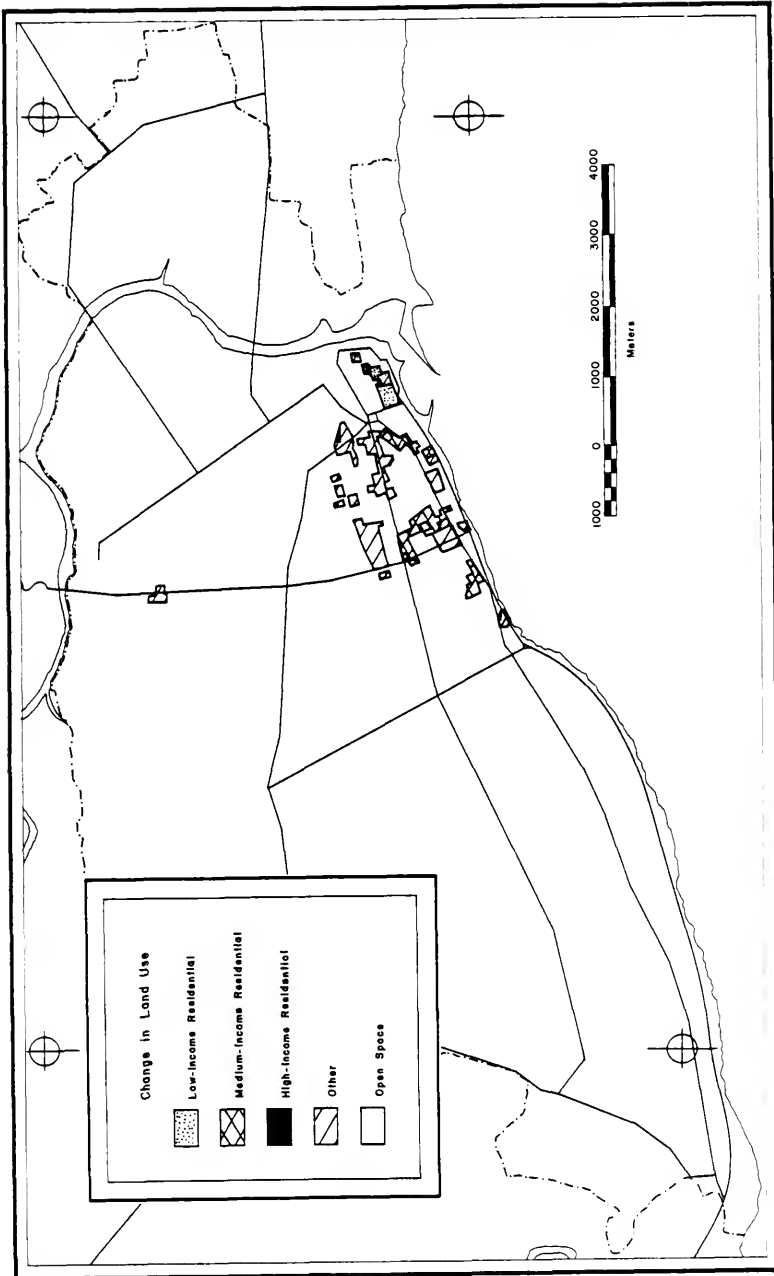 Change in Land Use
Low-Income Residential
Medium-Income Residential
High-Income Residential
Other
Open Space
1000 0 1000 2000 3000 4000
Meters